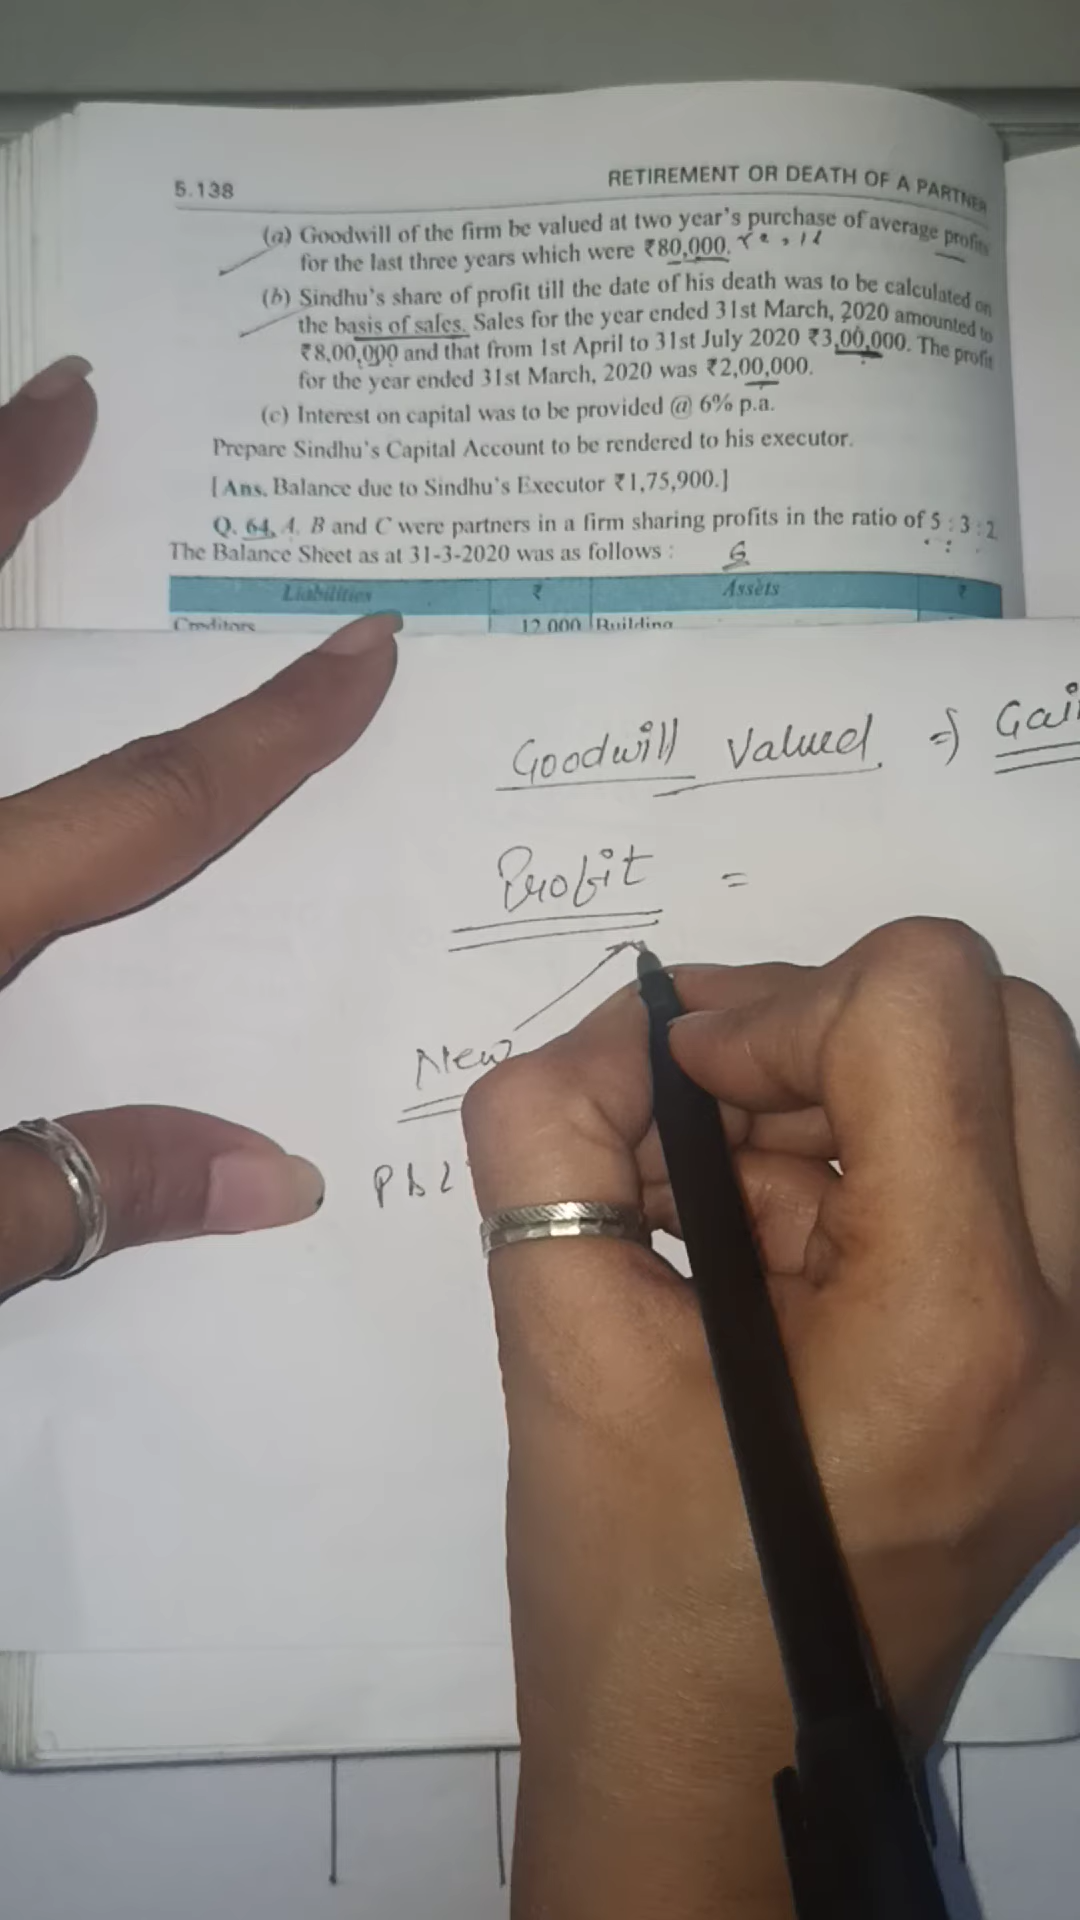 5.138
RETIREMENT OR DEATH OF A PARTNER
(a) Goodwill of the firm be valued at two year's purchase of average profits
for the last three years which were ₹80,000.
(b) Sindhu's share of profit till the date of his death was to be calculated on
the basis of sales. Sales for the year ended 31st March, 2020 amounted to
₹8,00,000 and that from 1st April to 31st July 2020 ₹3,00,000. The profit
for the year ended 31st March, 2020 was ₹2,00,000.
(c) Interest on capital was to be provided @ 6% p.a.
Prepare Sindhu's Capital Account to be rendered to his executor.
[Ans. Balance due to Sindhu's Executor ₹1,75,900.]
Q. 64. A, B and C were partners in a firm sharing profits in the ratio of 5 : 3 : 2.
The Balance Sheet as at 31-3-2020 was as follows :
Liabilities ₹ Assets ₹
Creditors 12,000 Building
Goodwill Valued ⇒ Gai
Profit =
New
P&L